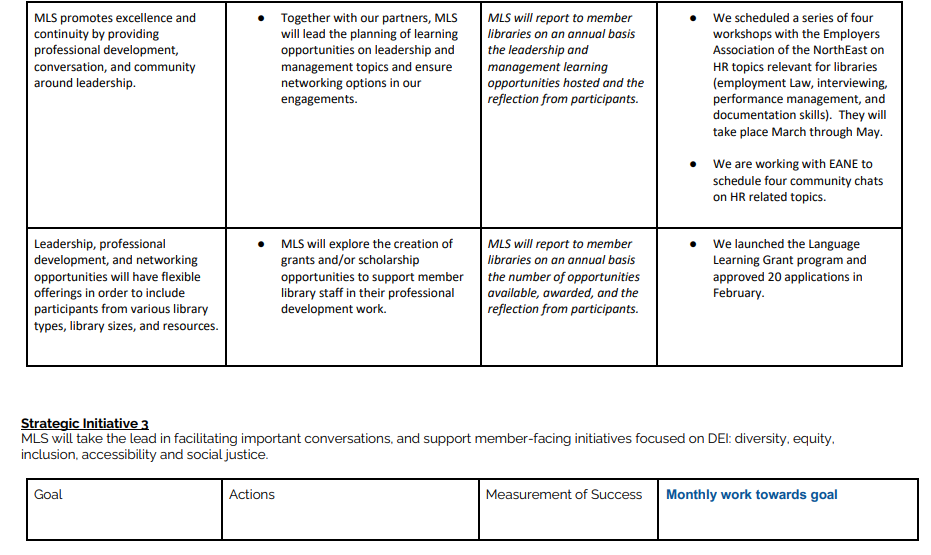 MLS promotes excellence and
continuity by providing
professional development,
conversation, and community
around leadership.
● Together with our partners, MLS
will lead the planning of learning
opportunities on leadership and
management topics and ensure
networking options in our
engagements.
MLS will report to member
libraries on an annual basis
the leadership and
management learning
opportunities hosted and the
reflection from participants.
● We scheduled a series of four
workshops with the Employers
Association of the NorthEast on
HR topics relevant for libraries
(employment Law, interviewing,
performance management, and
documentation skills).  They will
take place March through May.
● We are working with EANE to
schedule four community chats
on HR related topics.
Leadership, professional
development, and networking
opportunities will have flexible
offerings in order to include
participants from various library
types, library sizes, and resources.
● MLS will explore the creation of
grants and/or scholarship
opportunities to support member
library staff in their professional
development work.
MLS will report to member
libraries on an annual basis
the number of opportunities
available, awarded, and the
reflection from participants.
● We launched the Language
Learning Grant program and
approved 20 applications in
February.
Strategic Initiative 3
MLS will take the lead in facilitating important conversations, and support member-facing initiatives focused on DEI: diversity, equity,
inclusion, accessibility and social justice.
Goal
Actions
Measurement of Success
Monthly work towards goal